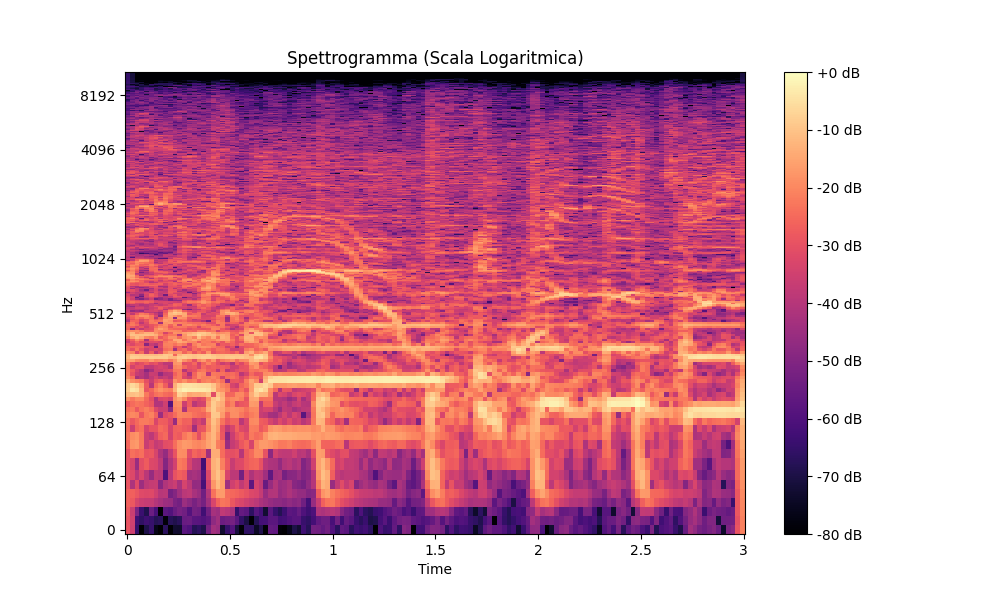 Spettrogramma (Scala Logaritmica)
Hz
8192
4096
2048
1024
512
256
128
64
0
0 0.5 1 1.5 2 2.5 3
Time
+0 dB
-10 dB
-20 dB
-30 dB
-40 dB
-50 dB
-60 dB
-70 dB
-80 dB